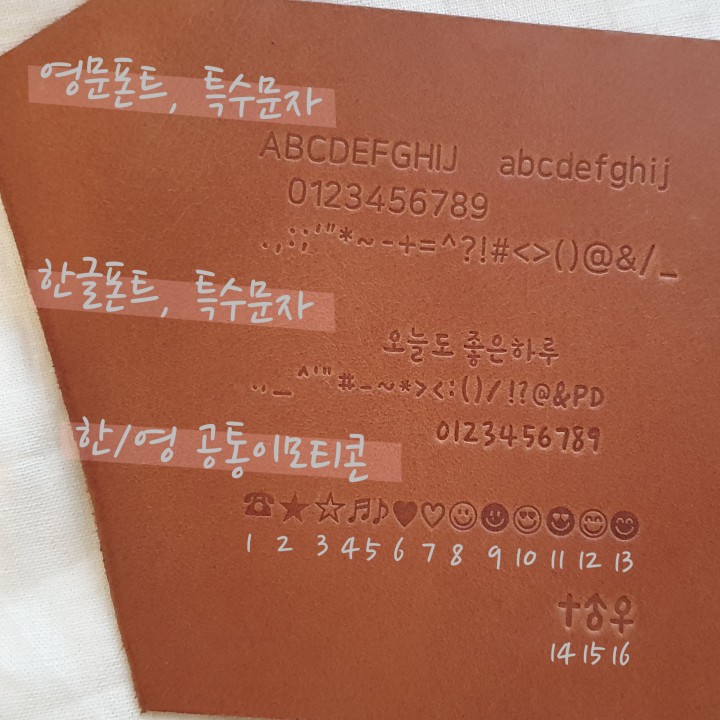 영문폰트, 특수문자
ABCDEFGHIJ abcdefghij
0123456789
.,:;'"*~-+=^?!#<>()@&/_
한글폰트, 특수문자
오늘도 좋은하루
.,_^'"#-~*><:()/!?@&PD
0123456789
한/영 공통이모티콘
☎★☆♬♪♥♡☺☻😍😍😊😊
1 2 3 4 5 6 7 8 9 10 11 12 13
✝⚦♀
14 15 16